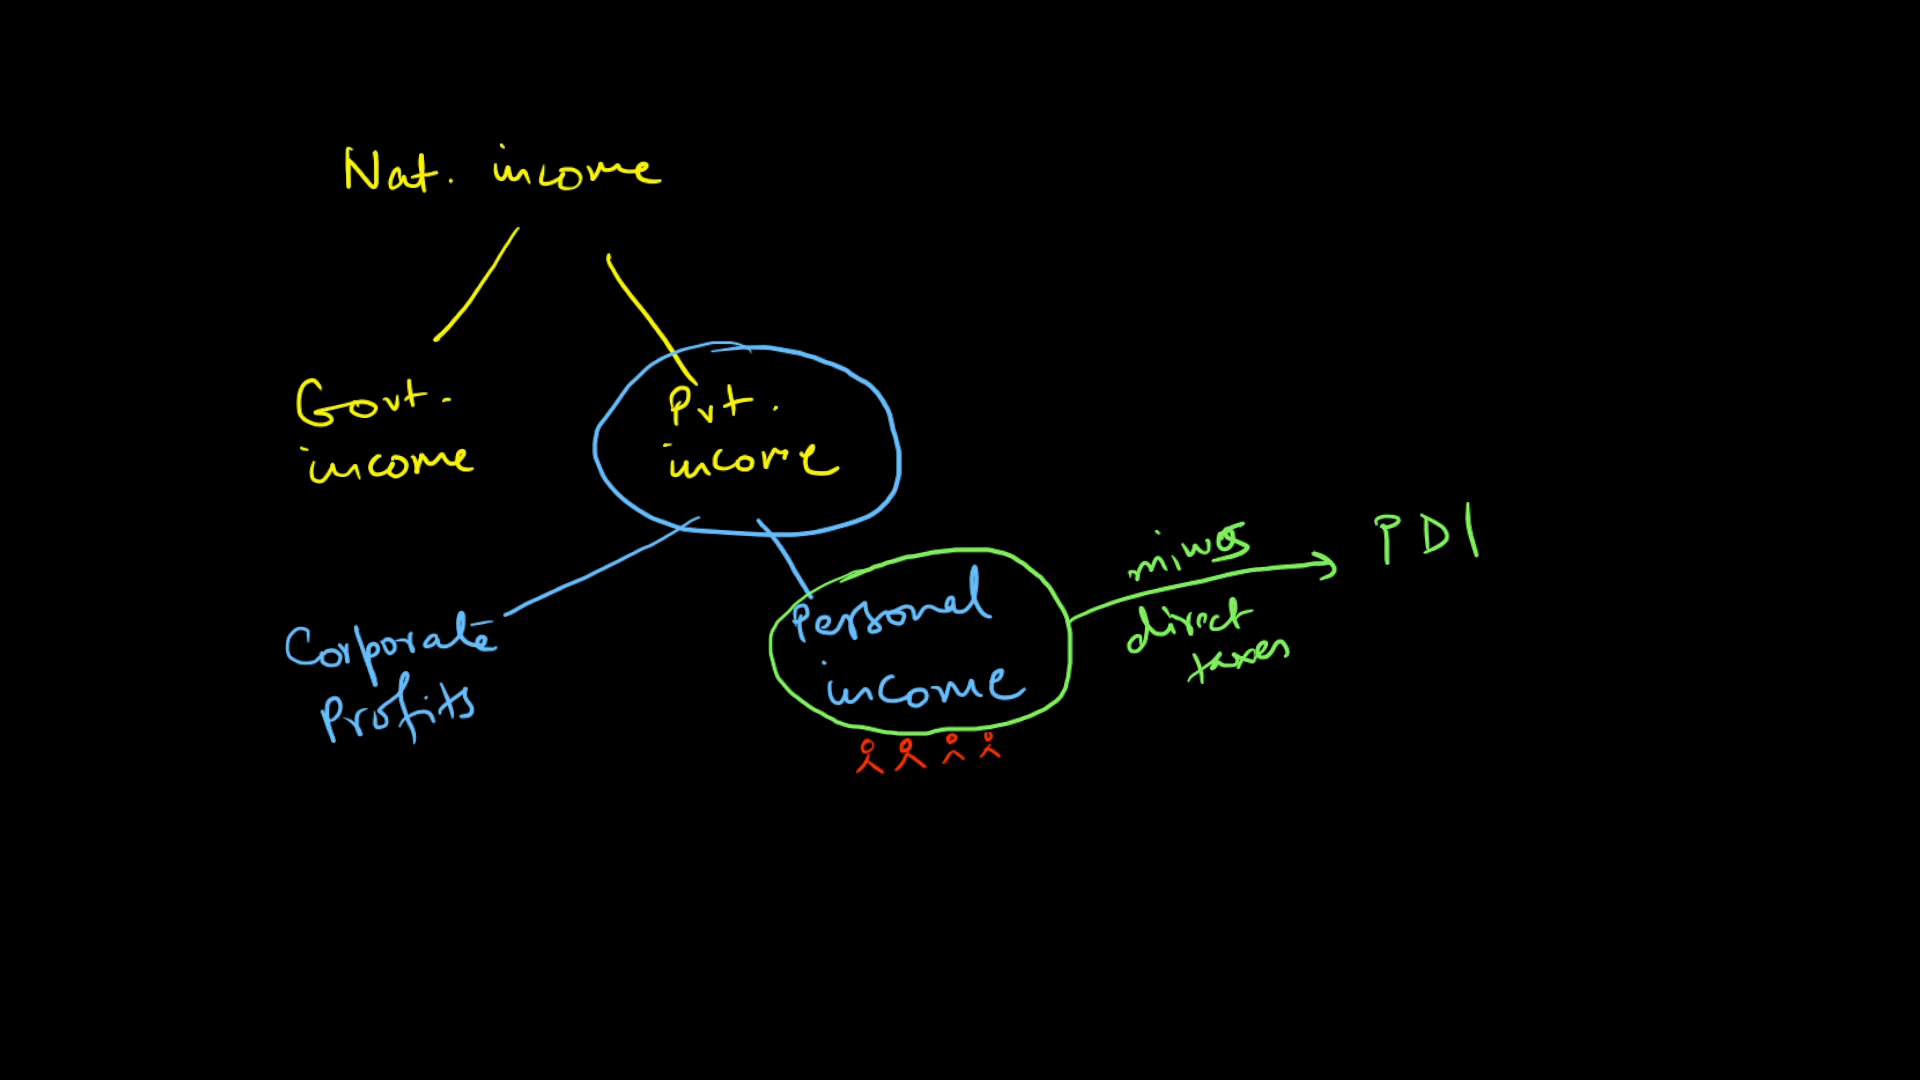 Nat. income
Govt.
income
Pvt.
income
Corporate
Profits
Personal
income
minus
direct
taxes
PDI